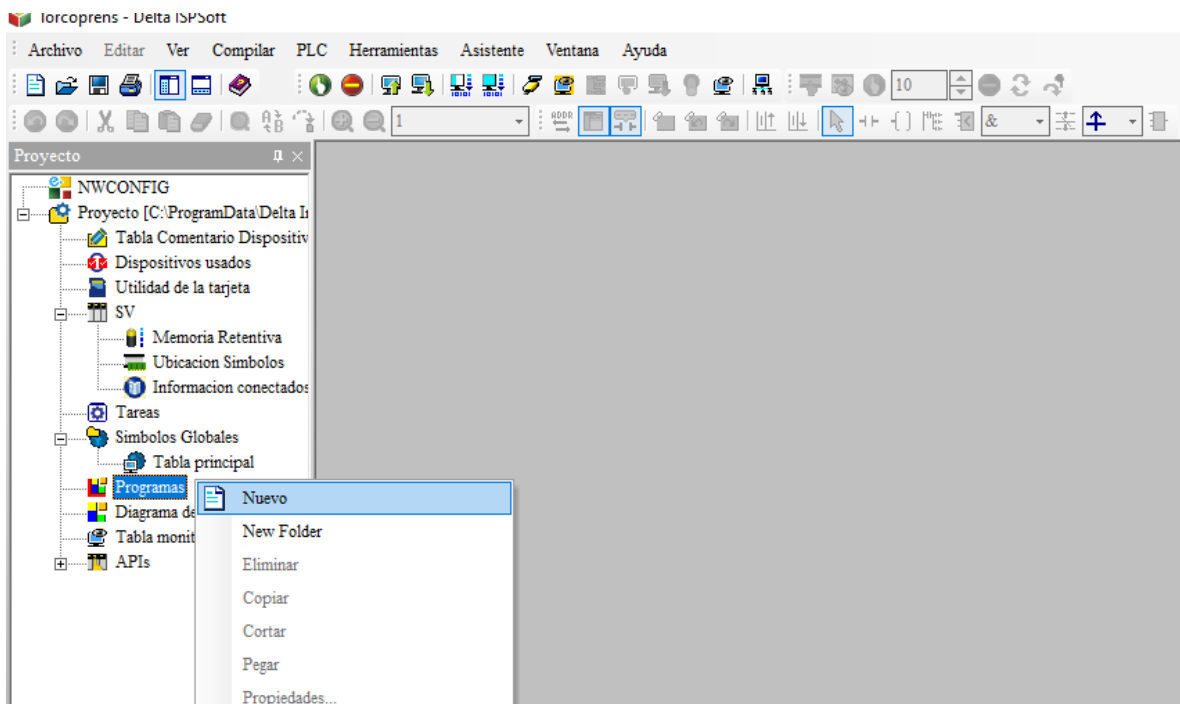 Torcoprens - Delta ISPSoft
Archivo Editar Ver Compilar PLC Herramientas Asistente Ventana Ayuda
10
1
ADDR
&
Proyecto
NWCONFIG
Proyecto [C:\ProgramData\Delta I
Tabla Comentario Dispositiv
Dispositivos usados
Utilidad de la tarjeta
SV
Memoria Retentiva
Ubicacion Simbolos
Informacion conectados
Tareas
Simbolos Globales
Tabla principal
Programas
Nuevo
Diagrama de
New Folder
Tabla monit
APIs
Eliminar
Copiar
Cortar
Pegar
Propiedades...